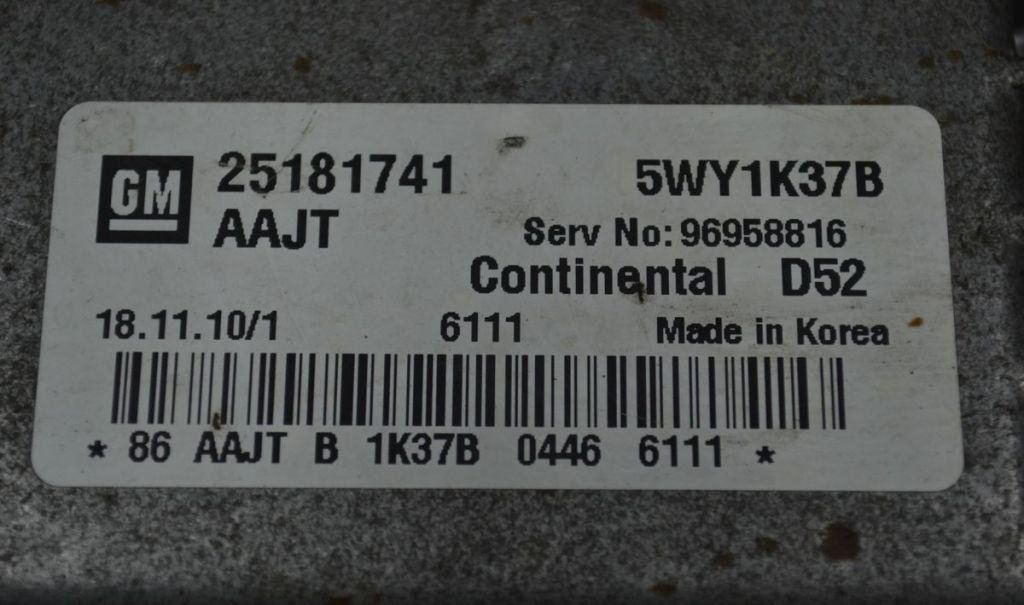 GM 25181741 5WY1K37B
AAJT Serv No: 96958816
Continental D52
18.11.10/1 6111 Made in Korea
* 86 AAJT B 1K37B 0446 6111 *